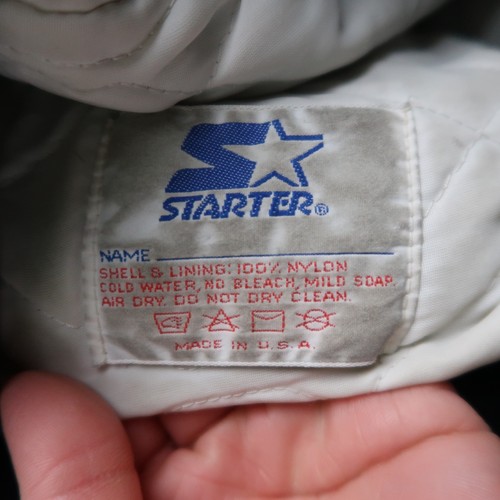 STARTER®
NAME
SHELL & LINING: 100% NYLON
COLD WATER, NO BLEACH, MILD SOAP.
AIR DRY. DO NOT DRY CLEAN.
MADE IN U.S.A.